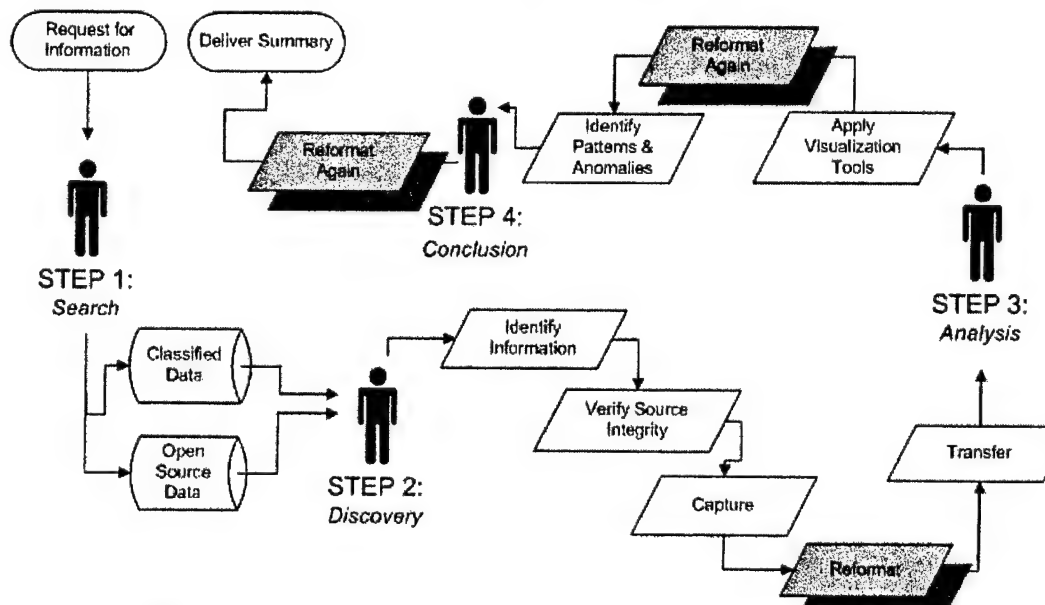 Request for
Information
STEP 1:
Search
Classified
Data
Open
Source
Data
STEP 2:
Discovery
Identify
Information
Verify Source
Integrity
Capture
Reformat
Transfer
STEP 3:
Analysis
Apply
Visualization
Tools
Reformat
Again
Identify
Patterns &
Anomalies
STEP 4:
Conclusion
Reformat
Again
Deliver Summary